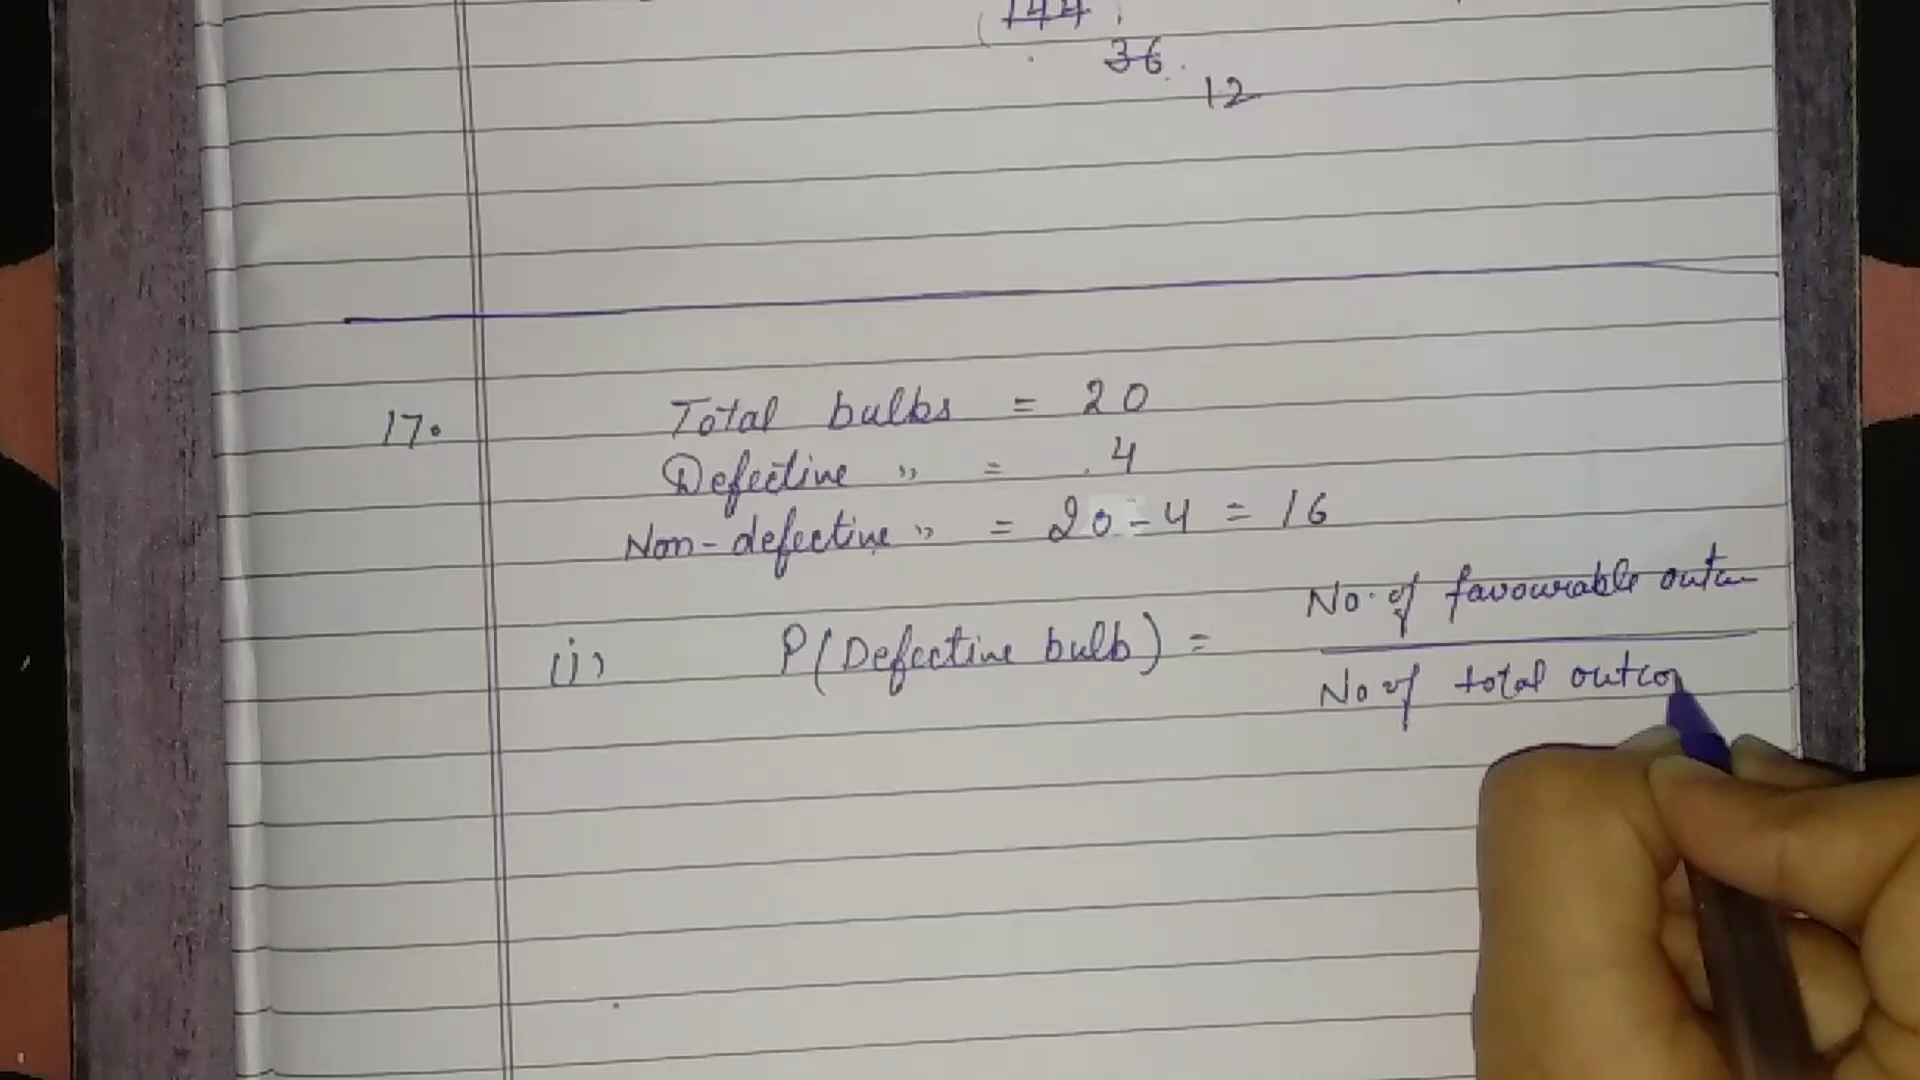 144
36
12
17.
Total bulbs = 20
Defective " = 4
Non-defective " = 20-4 = 16
(i) P(Defective bulb) = No. of favourable
No of total outco